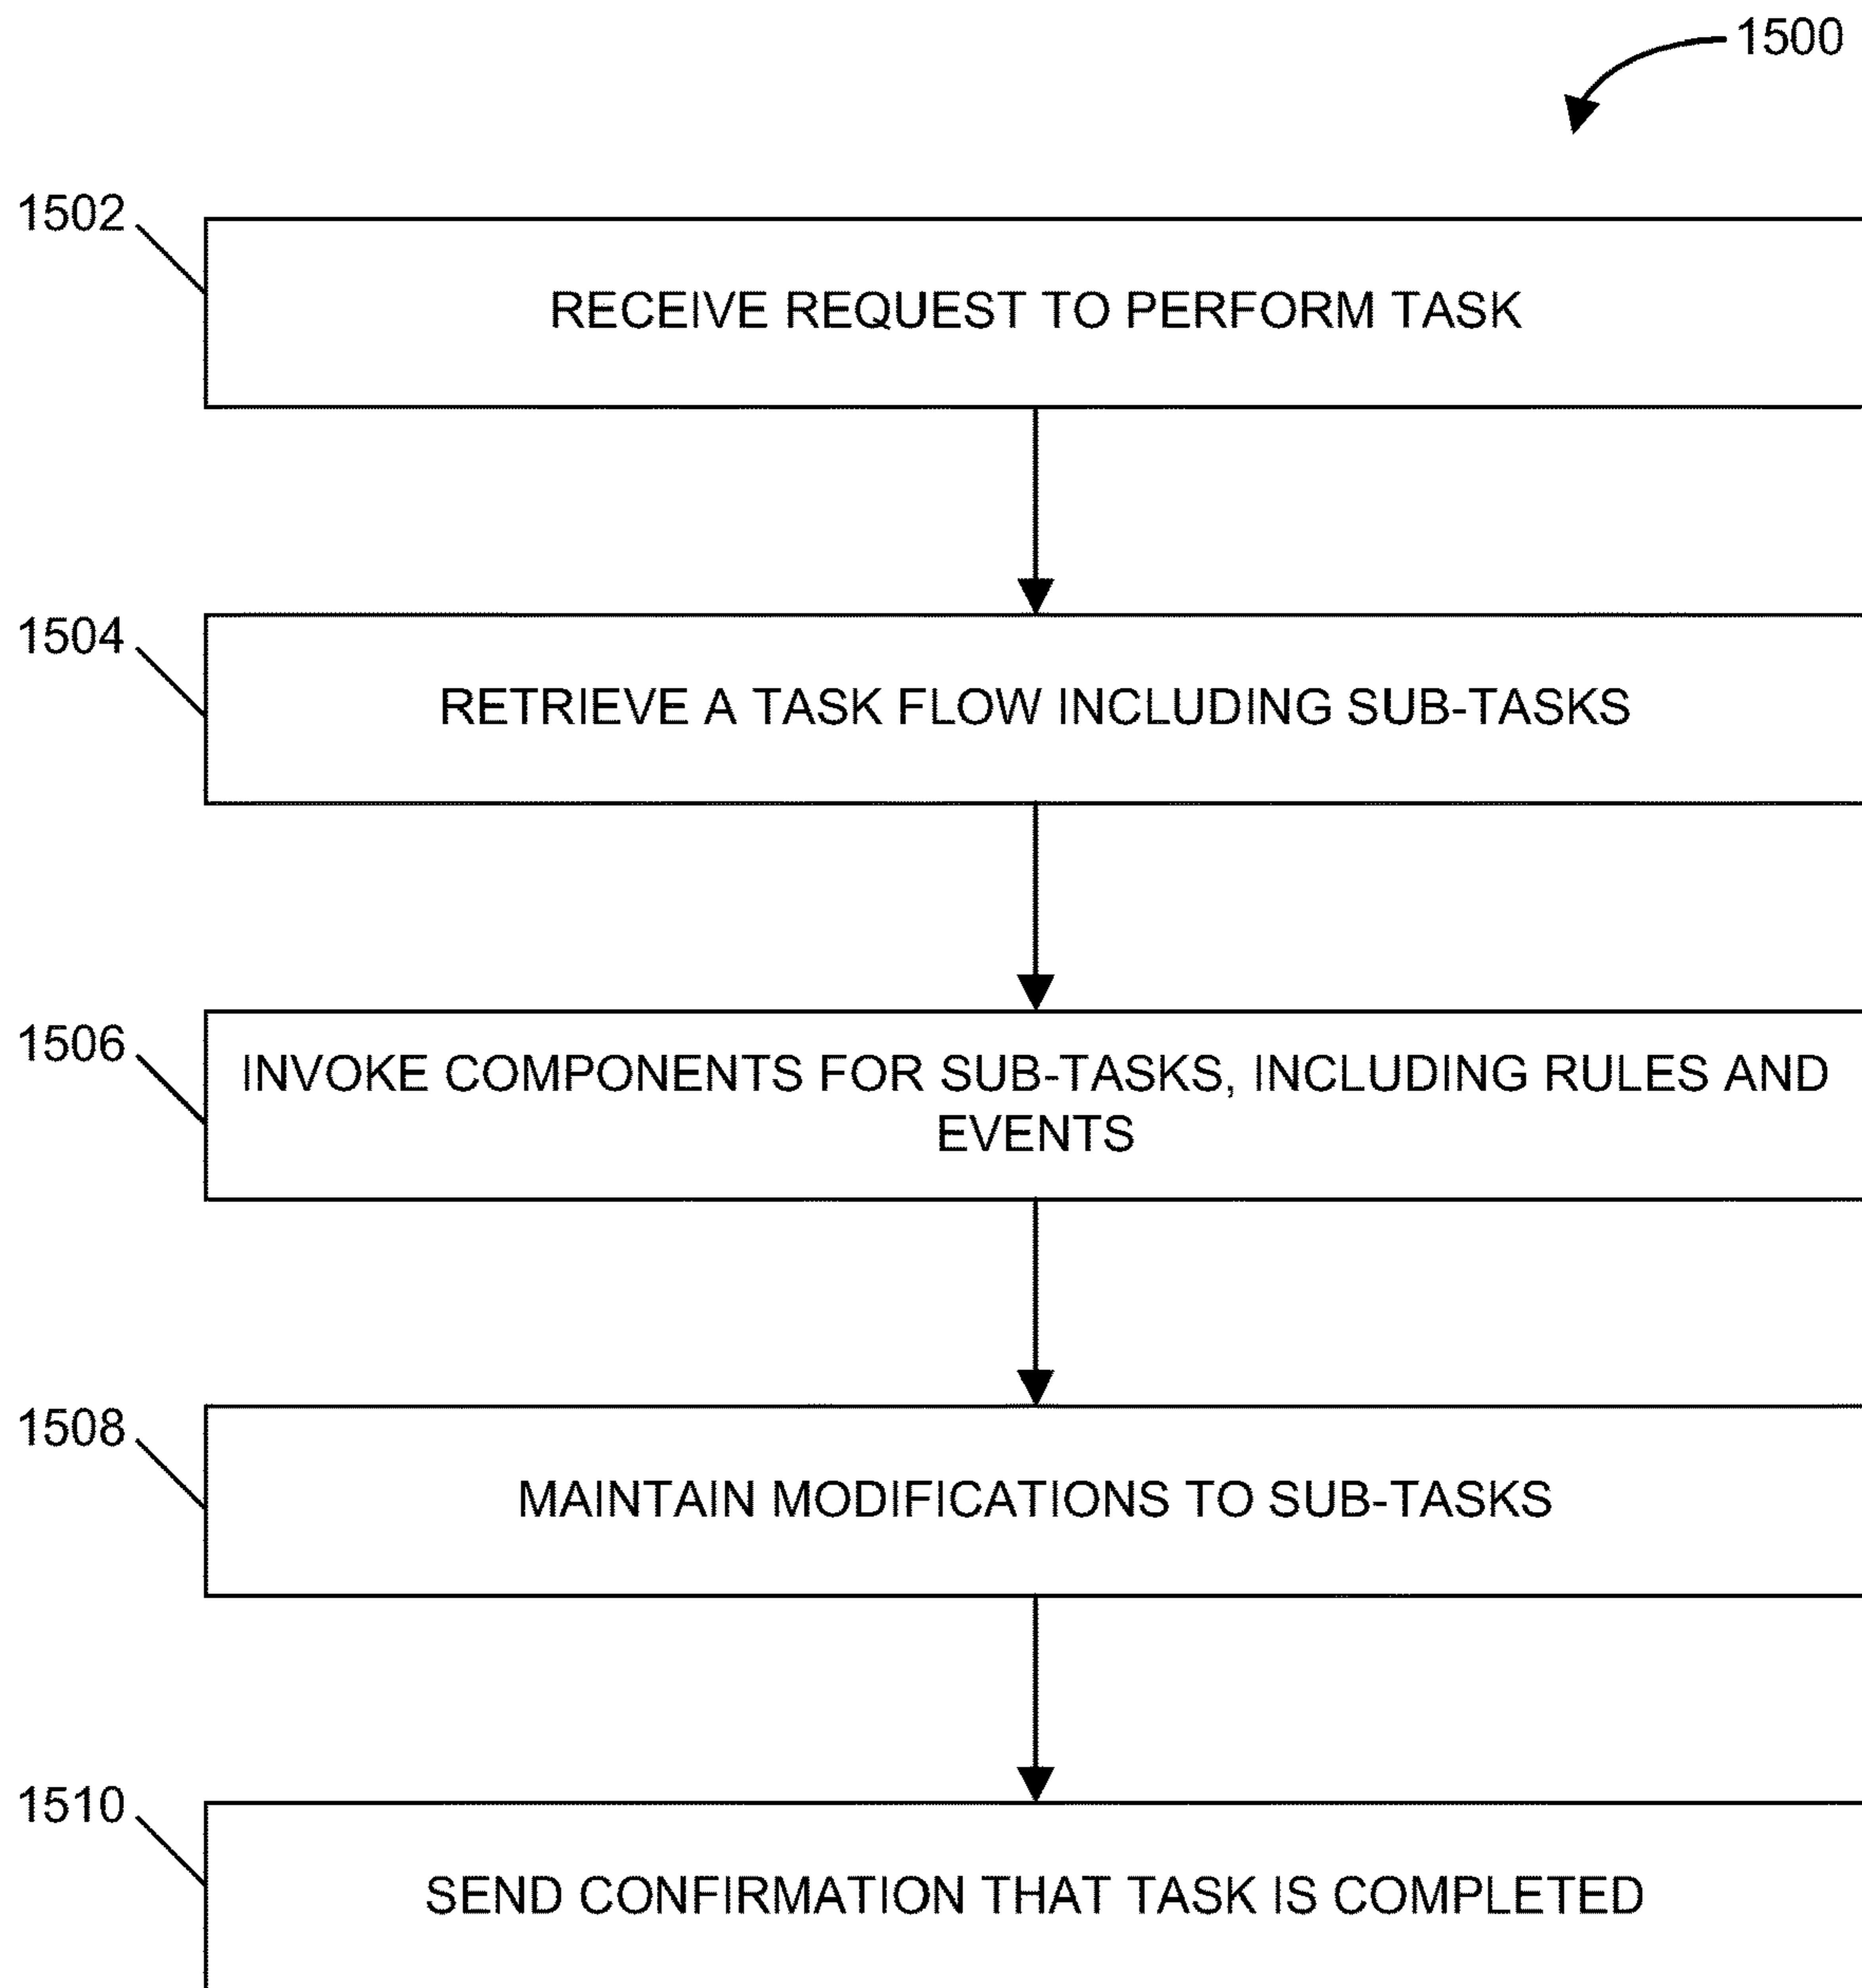 1500
1502
RECEIVE REQUEST TO PERFORM TASK
1504
RETRIEVE A TASK FLOW INCLUDING SUB-TASKS
1506
INVOKE COMPONENTS FOR SUB-TASKS, INCLUDING RULES AND
EVENTS
1508
MAINTAIN MODIFICATIONS TO SUB-TASKS
1510
SEND CONFIRMATION THAT TASK IS COMPLETED